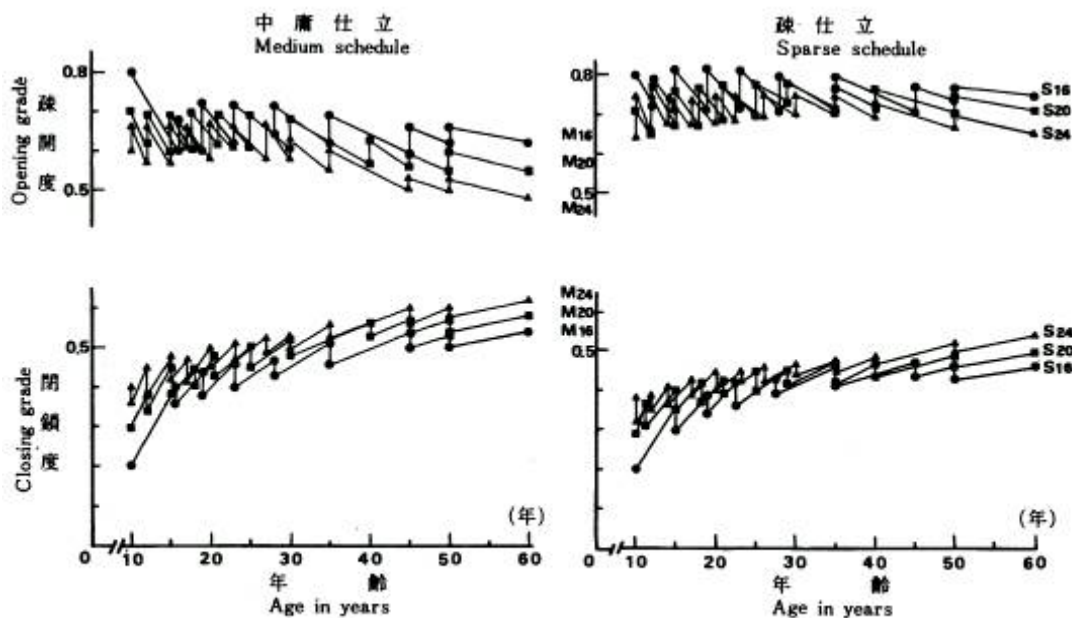 中庸仕立
Medium schedule
疎仕立
Sparse schedule
Opening grade
疎開度
0.8
0.5
M16
M20
M24
0.8
0.5
S16
S20
S24
Closing grade
閉鎖度
0.5
0
M24
M20
M16
0.5
0
S24
S20
S16
(年)
(年)
10 20 30 40 50 60
10 20 30 40 50 60
年齢
Age in years
年齢
Age in years